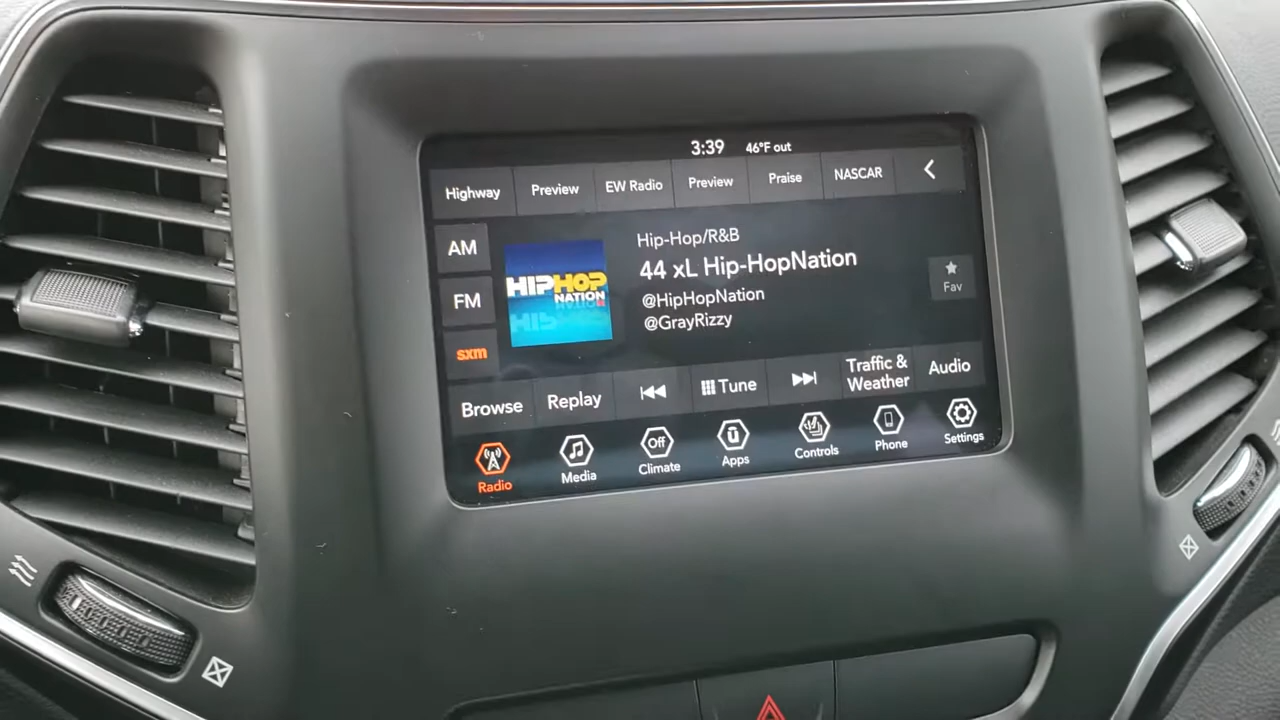 3:39 46°F out
Highway Preview EW Radio Preview Praise NASCAR
AM
FM
sxm
HIPHOP
NATION
Hip-Hop/R&B
44 xL Hip-HopNation
@HipHopNation
@GrayRizzy
Fav
Browse Replay Tune Traffic & Weather Audio
Radio Media Off Climate Apps Controls Phone Settings